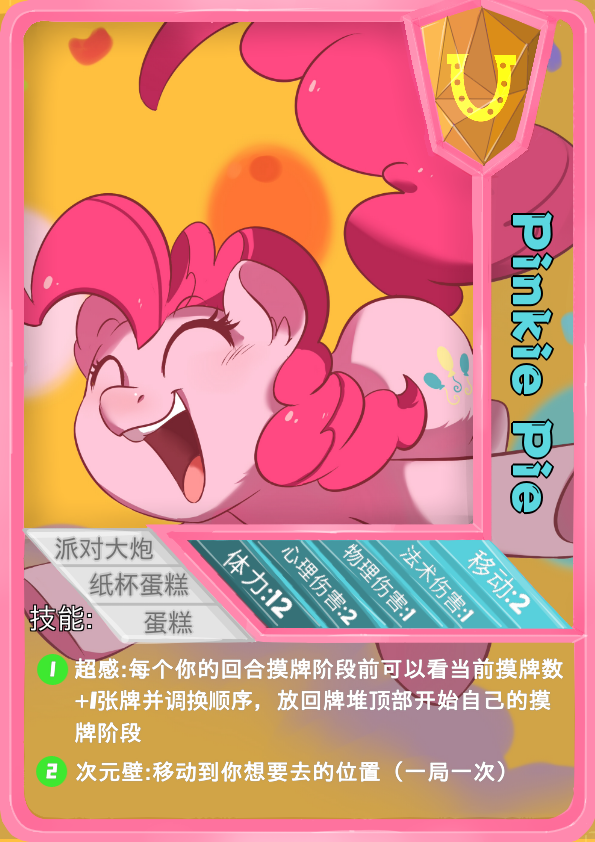 Pinkie Pie
派对大炮
纸杯蛋糕
蛋糕
体力:12
心理伤害:2
物理伤害:1
法术伤害:1
移动:2
技能:
1 超感:每个你的回合摸牌阶段前可以看当前摸牌数
+1张牌并调换顺序，放回牌堆顶部开始自己的摸
牌阶段
2 次元壁:移动到你想要去的位置（一局一次）